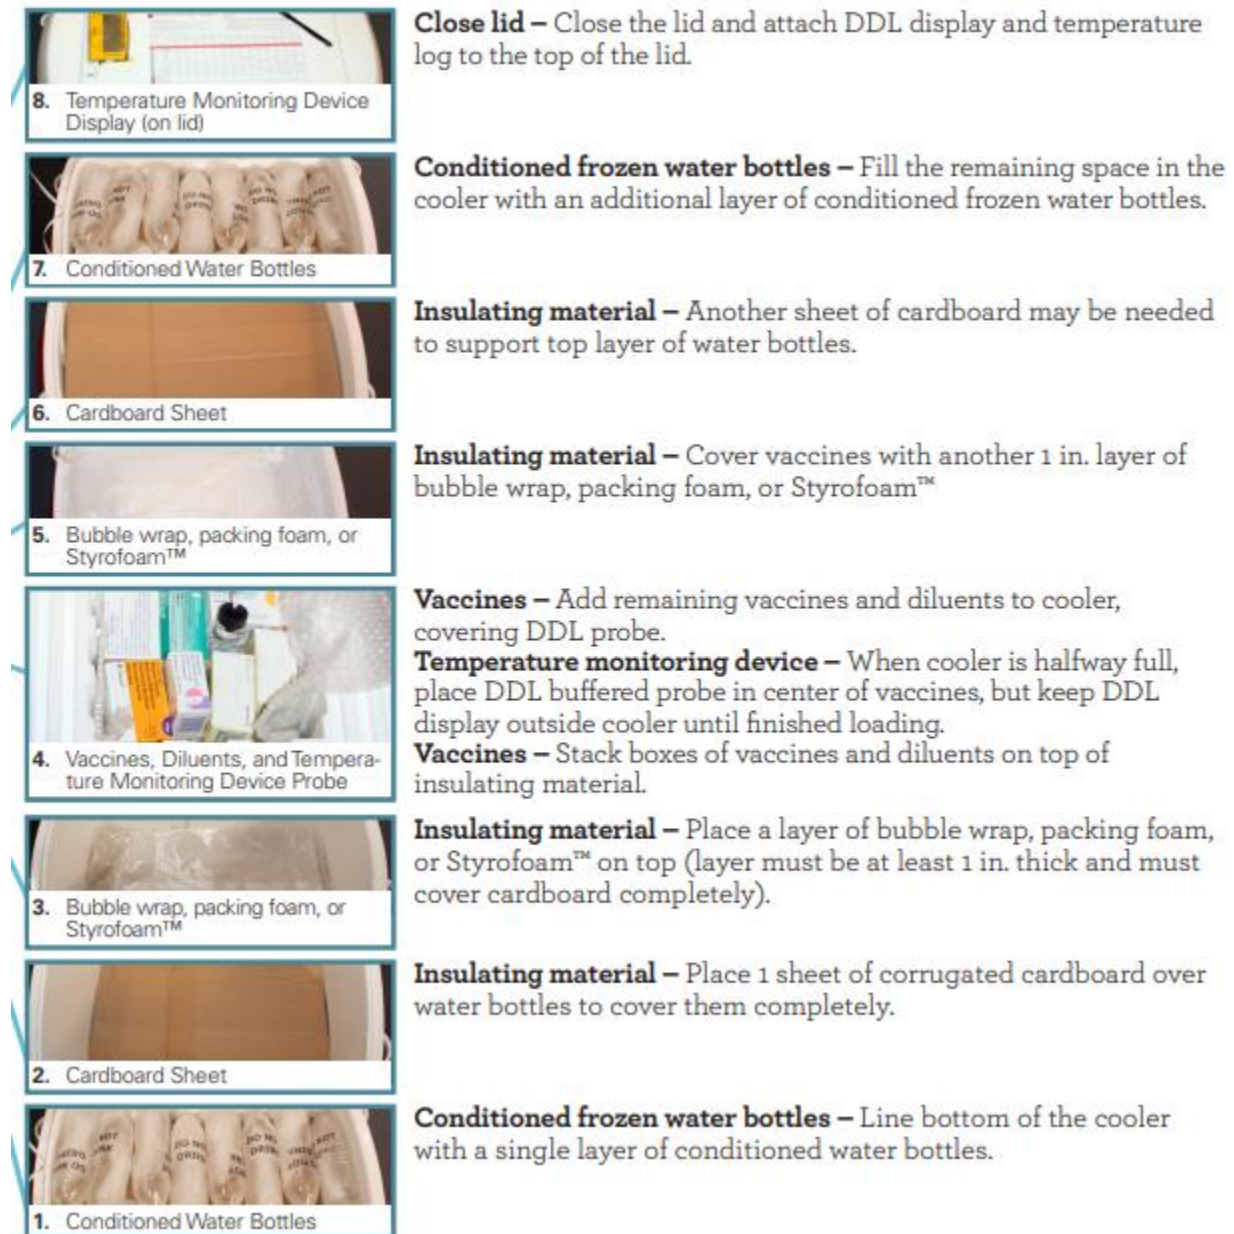 Close lid – Close the lid and attach DDL display and temperature
log to the top of the lid.
8. Temperature Monitoring Device
Display (on lid)
Conditioned frozen water bottles – Fill the remaining space in the
cooler with an additional layer of conditioned frozen water bottles.
DO NOT
DRINK
7. Conditioned Water Bottles
Insulating material – Another sheet of cardboard may be needed
to support top layer of water bottles.
6. Cardboard Sheet
Insulating material – Cover vaccines with another 1 in. layer of
bubble wrap, packing foam, or Styrofoam™
5. Bubble wrap, packing foam, or
Styrofoam™
Vaccines – Add remaining vaccines and diluents to cooler,
covering DDL probe.
Temperature monitoring device – When cooler is halfway full,
place DDL buffered probe in center of vaccines, but keep DDL
display outside cooler until finished loading.
Vaccines – Stack boxes of vaccines and diluents on top of
insulating material.
4. Vaccines, Diluents, and Tempera-
ture Monitoring Device Probe
Insulating material – Place a layer of bubble wrap, packing foam,
or Styrofoam™ on top (layer must be at least 1 in. thick and must
cover cardboard completely).
3. Bubble wrap, packing foam, or
Styrofoam™
Insulating material – Place 1 sheet of corrugated cardboard over
water bottles to cover them completely.
2. Cardboard Sheet
Conditioned frozen water bottles – Line bottom of the cooler
with a single layer of conditioned water bottles.
DO NOT
DRINK
1. Conditioned Water Bottles